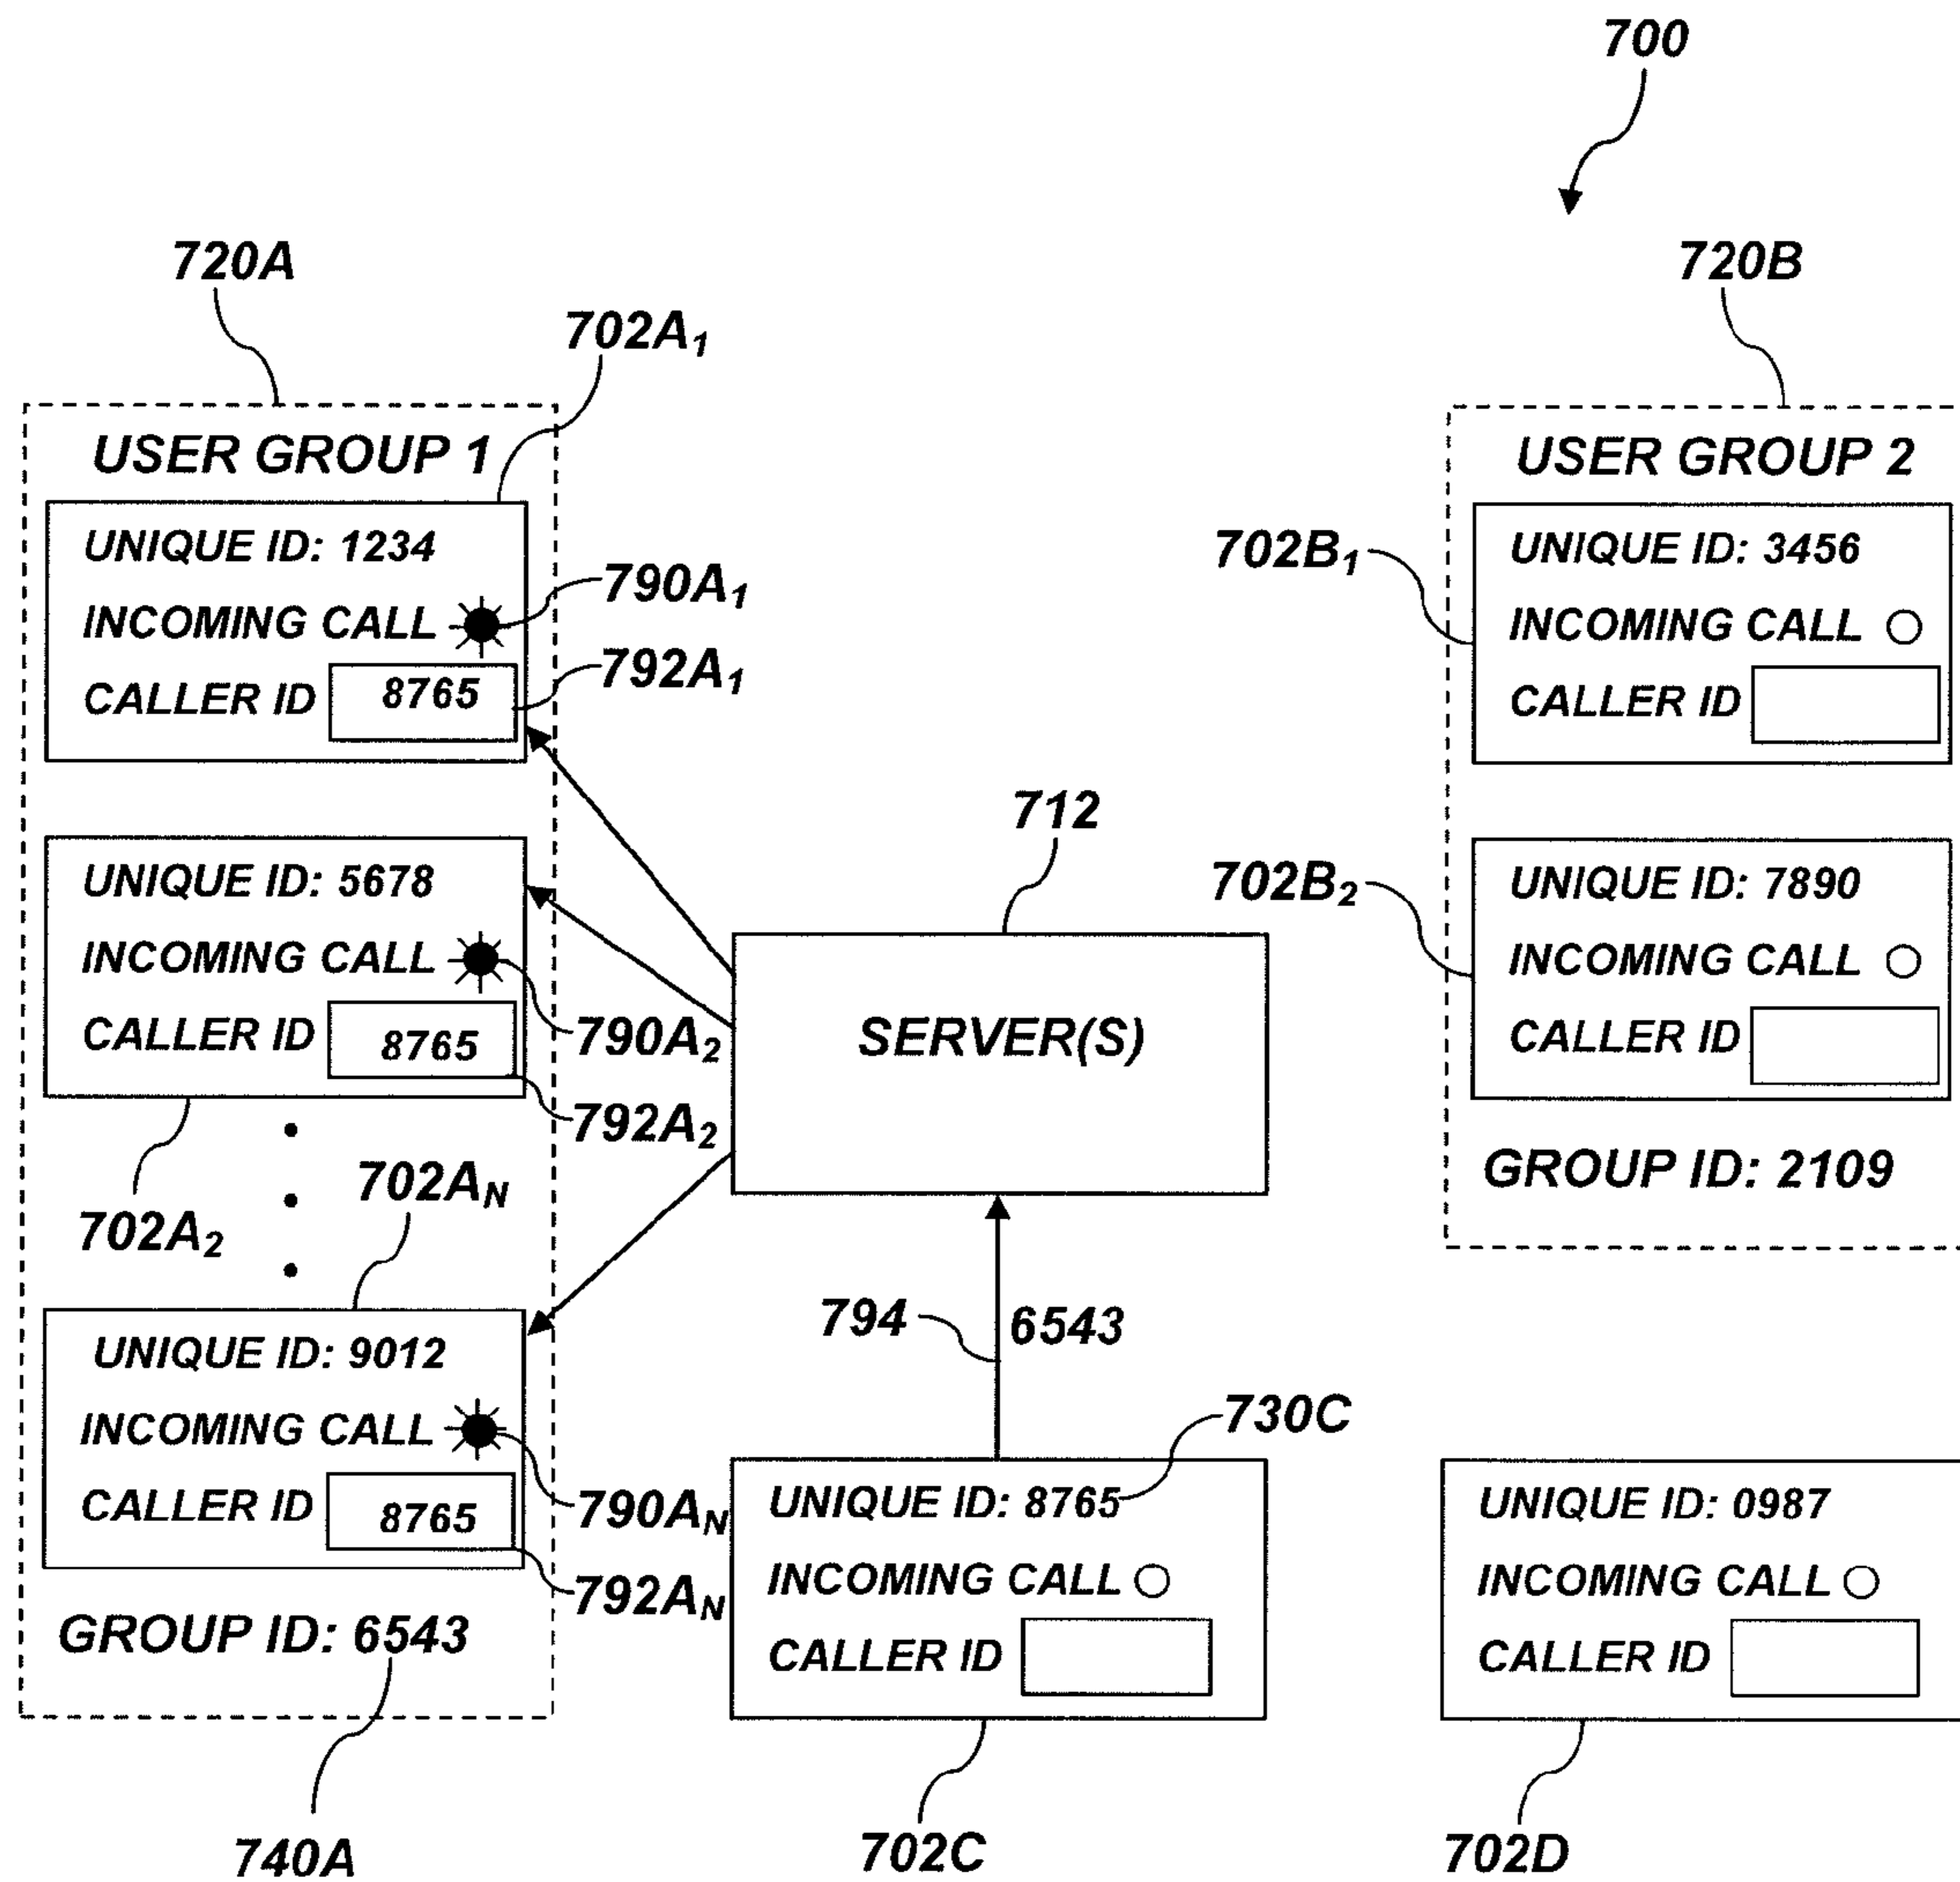 700
720A
720B
702A1
USER GROUP 1
UNIQUE ID: 1234
INCOMING CALL
790A1
CALLER ID 8765
792A1
UNIQUE ID: 5678
INCOMING CALL
790A2
CALLER ID 8765
792A2
702A2
702AN
UNIQUE ID: 9012
INCOMING CALL
790AN
CALLER ID 8765
792AN
GROUP ID: 6543
740A
712
SERVER(S)
794
6543
730C
UNIQUE ID: 8765
INCOMING CALL
CALLER ID
702C
USER GROUP 2
702B1
UNIQUE ID: 3456
INCOMING CALL
CALLER ID
702B2
UNIQUE ID: 7890
INCOMING CALL
CALLER ID
GROUP ID: 2109
UNIQUE ID: 0987
INCOMING CALL
CALLER ID
702D